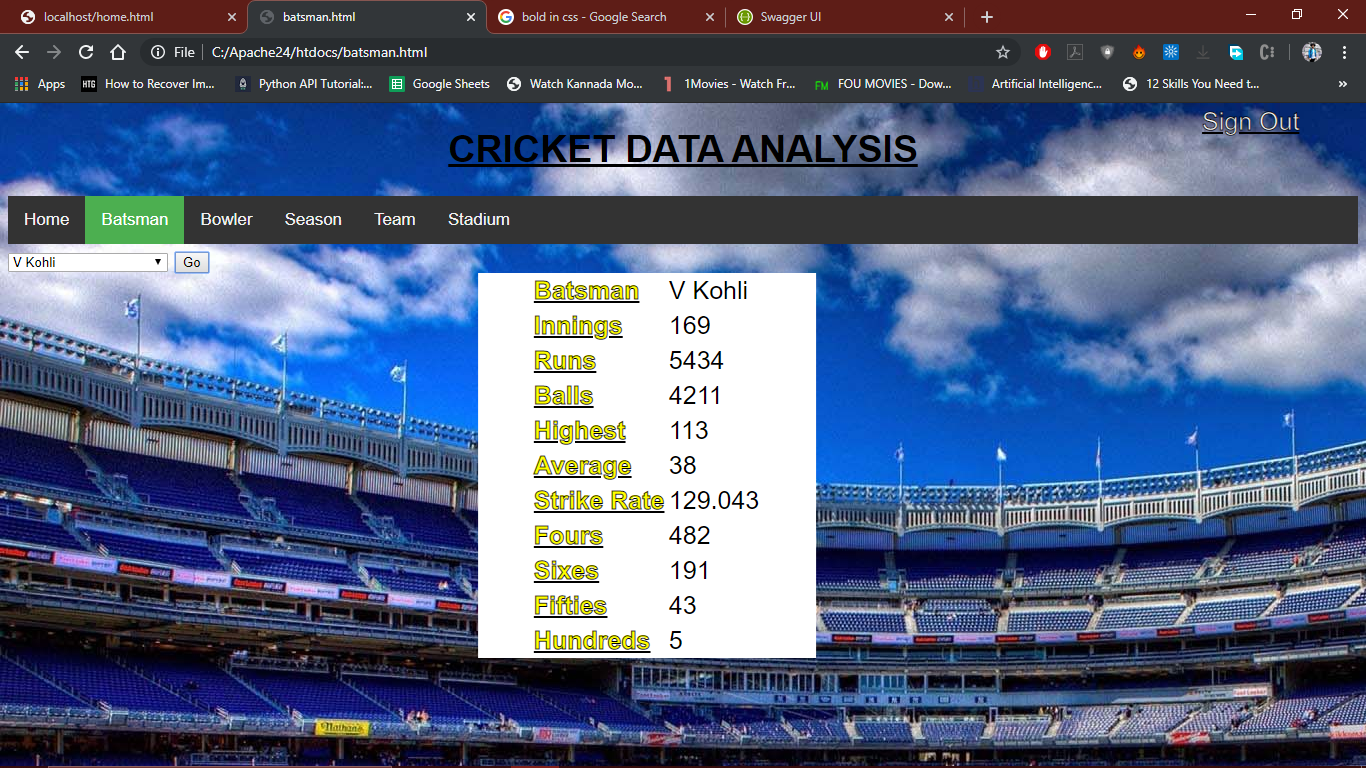 localhost/home.html
batsman.html
bold in css - Google Search
Swagger UI
File
C:/Apache24/htdocs/batsman.html
Apps
HTG How to Recover Im...
Python API Tutorial:...
Google Sheets
Watch Kannada Mo...
1 1Movies - Watch Fr...
FM FOU MOVIES - Dow...
Artificial Intelligenc...
12 Skills You Need t...
»
Sign Out
CRICKET DATA ANALYSIS
Home Batsman Bowler Season Team Stadium
V Kohli Go
Batsman V Kohli
Innings 169
Runs 5434
Balls 4211
Highest 113
Average 38
Strike Rate 129.043
Fours 482
Sixes 191
Fifties 43
Hundreds 5
Nathan's